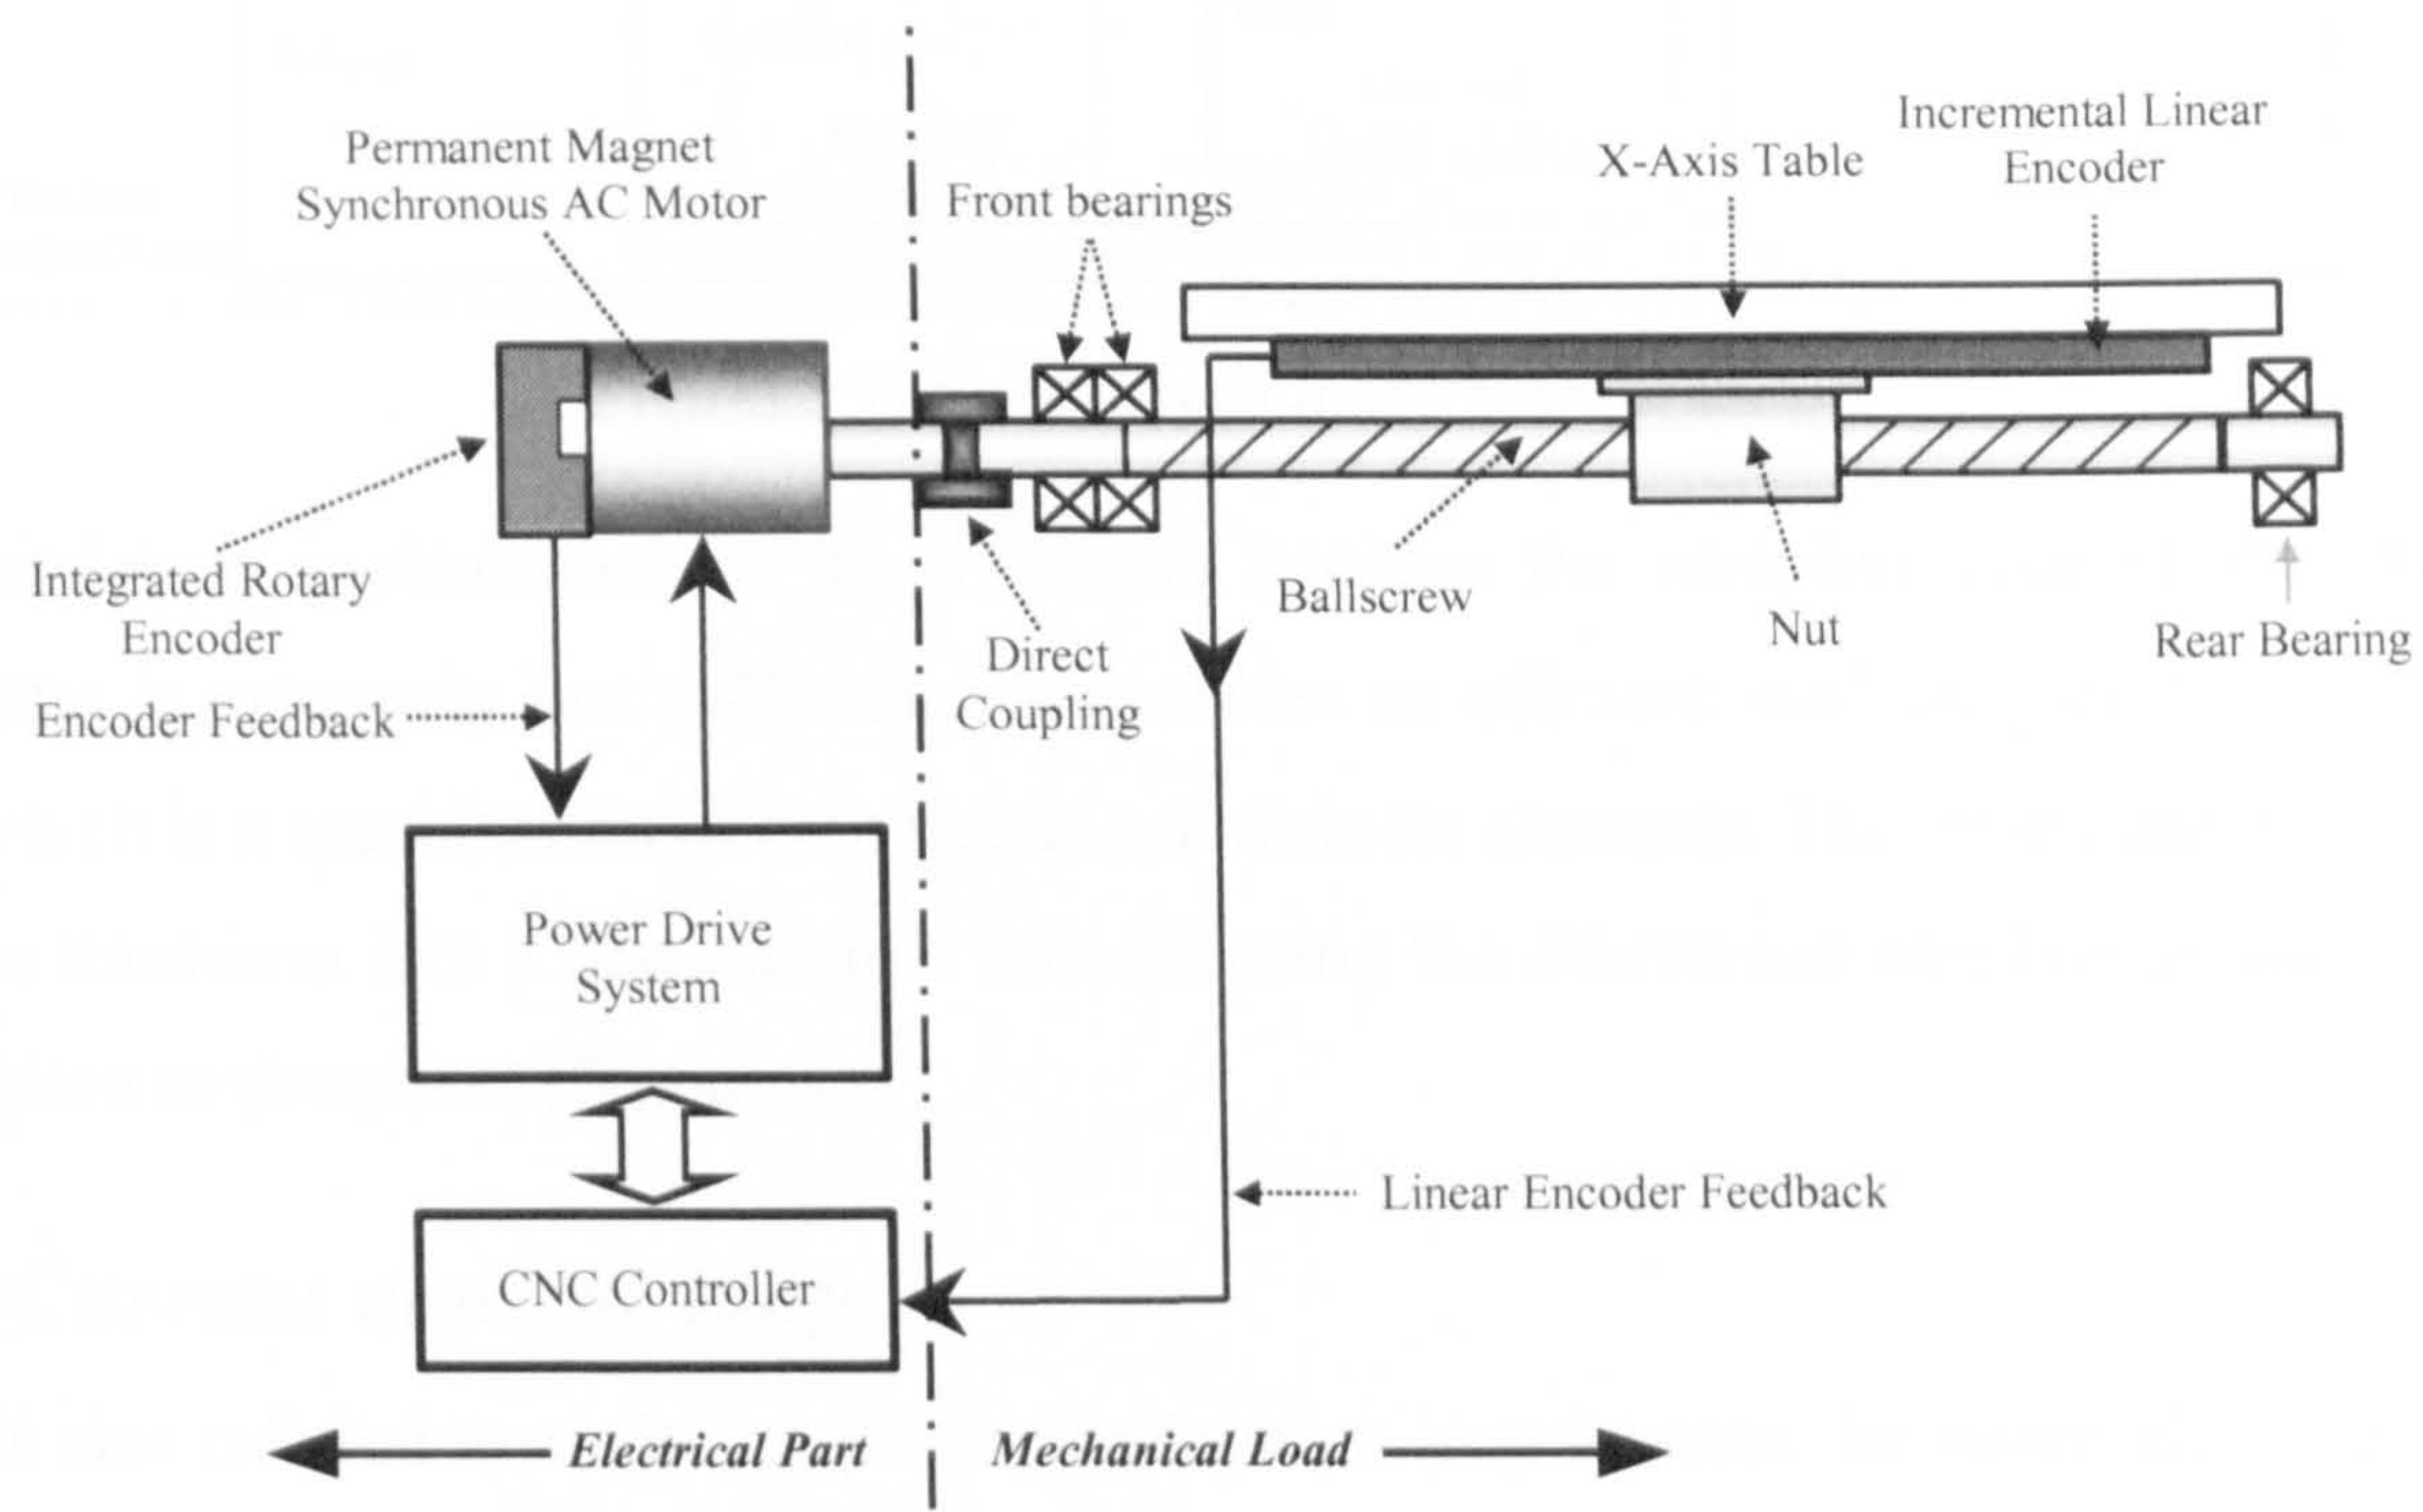 Incremental Linear
Encoder
X-Axis Table
Permanent Magnet
Synchronous AC Motor
Front bearings
Integrated Rotary
Encoder
Encoder Feedback
Direct
Coupling
Ballscrew
Nut
Rear Bearing
Power Drive
System
Linear Encoder Feedback
CNC Controller
Electrical Part
Mechanical Load